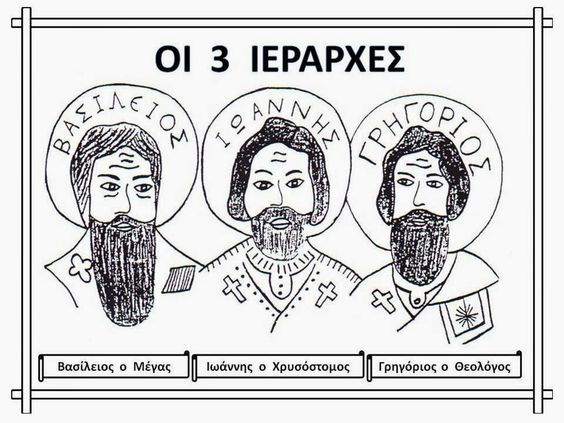 ΟΙ 3 ΙΕΡΑΡΧΕΣ
ΒΑΣΙΛΕΙΟΣ
ΙΩΑΝΝΗΣ
ΓΡΗΓΟΡΙΟΣ
Βασίλειος ο Μέγας
Ιωάννης ο Χρυσόστομος
Γρηγόριος ο Θεολόγος